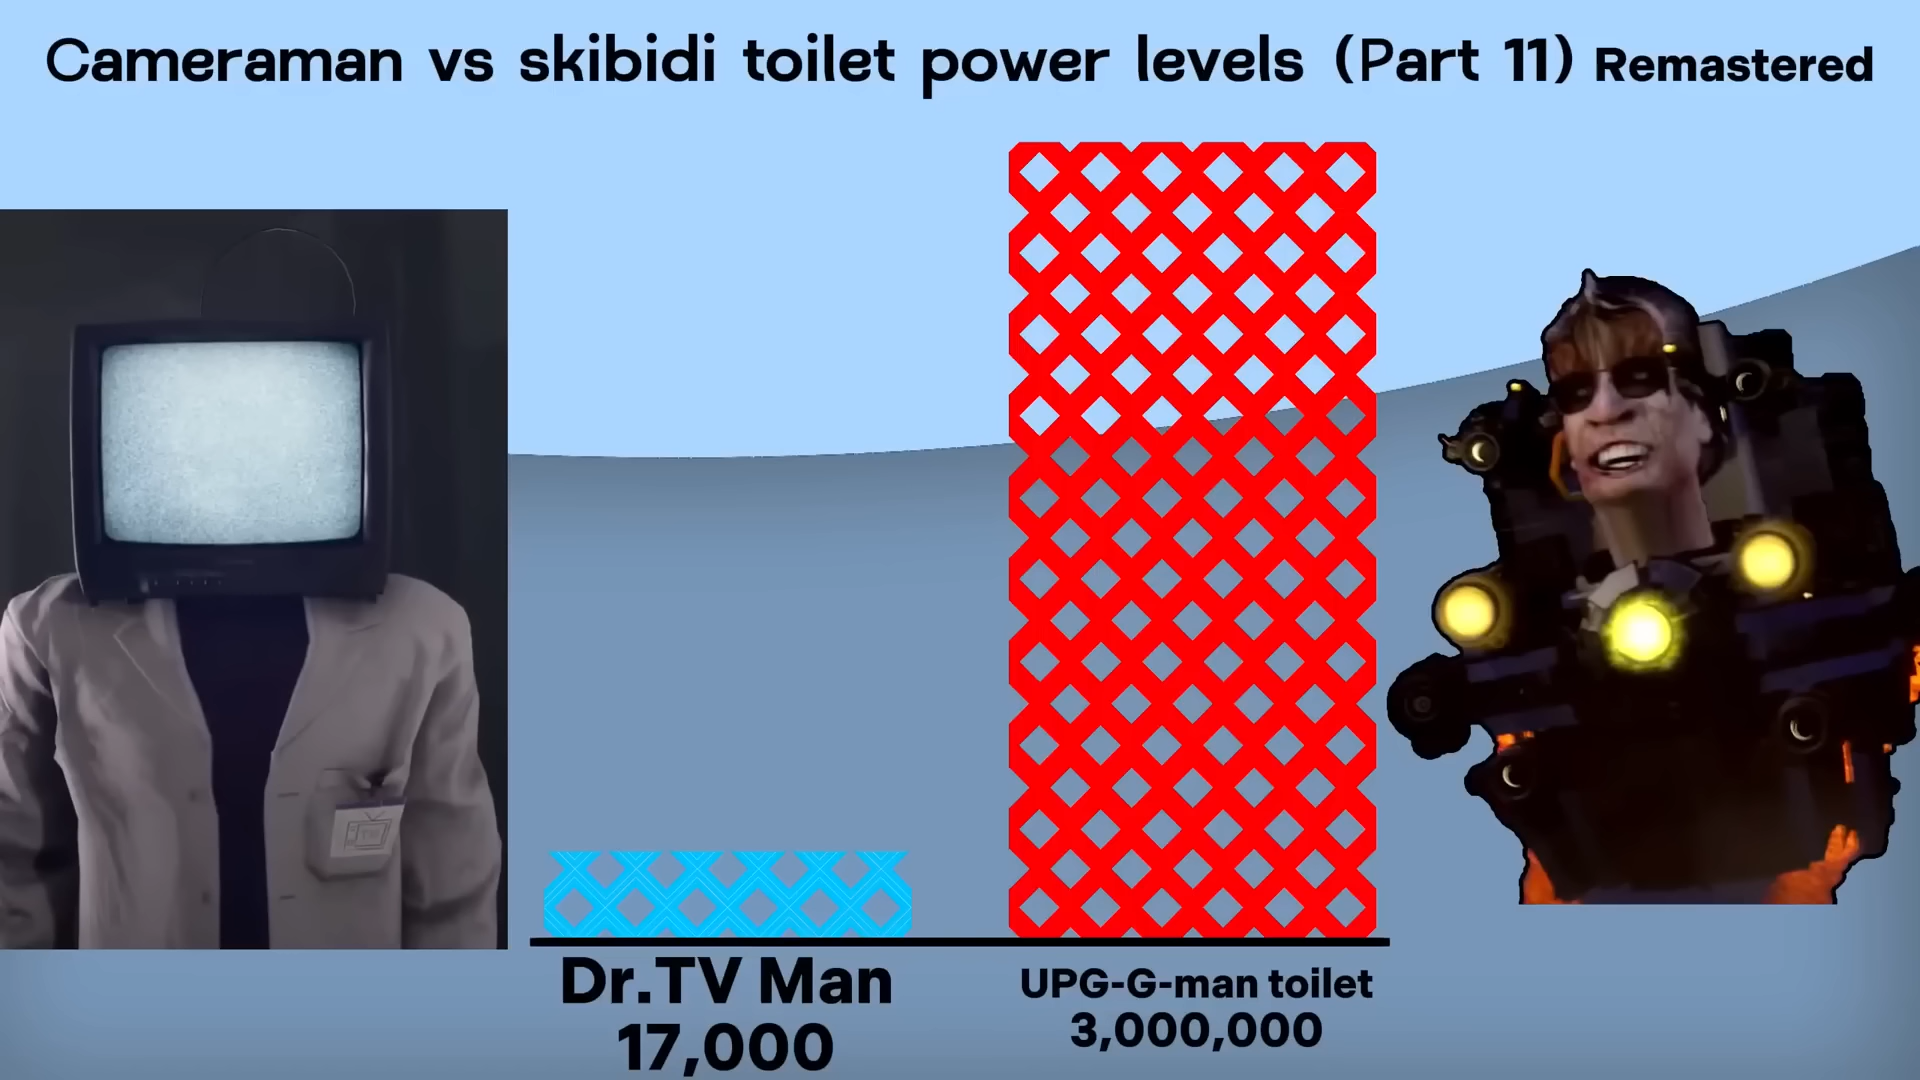 Cameraman vs skibidi toilet power levels (Part 11) Remastered
Dr.TV Man
17,000
UPG-G-man toilet
3,000,000